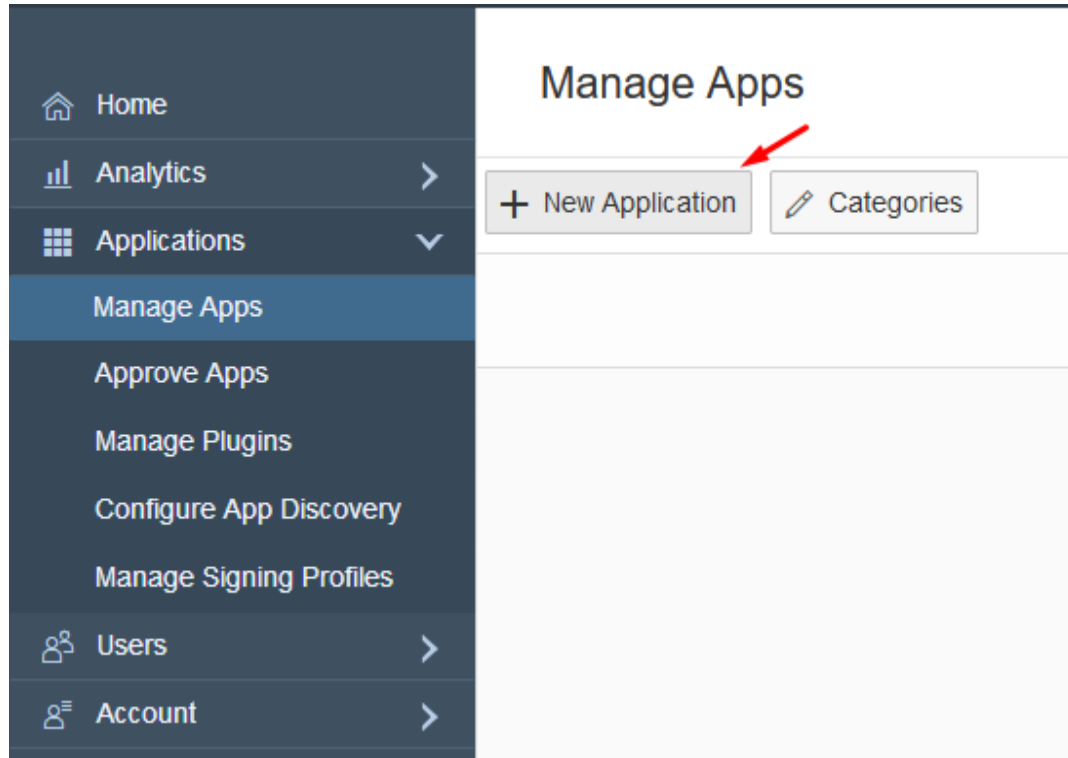 Home
Analytics
Applications
Manage Apps
Approve Apps
Manage Plugins
Configure App Discovery
Manage Signing Profiles
Users
Account
Manage Apps
New Application
Categories